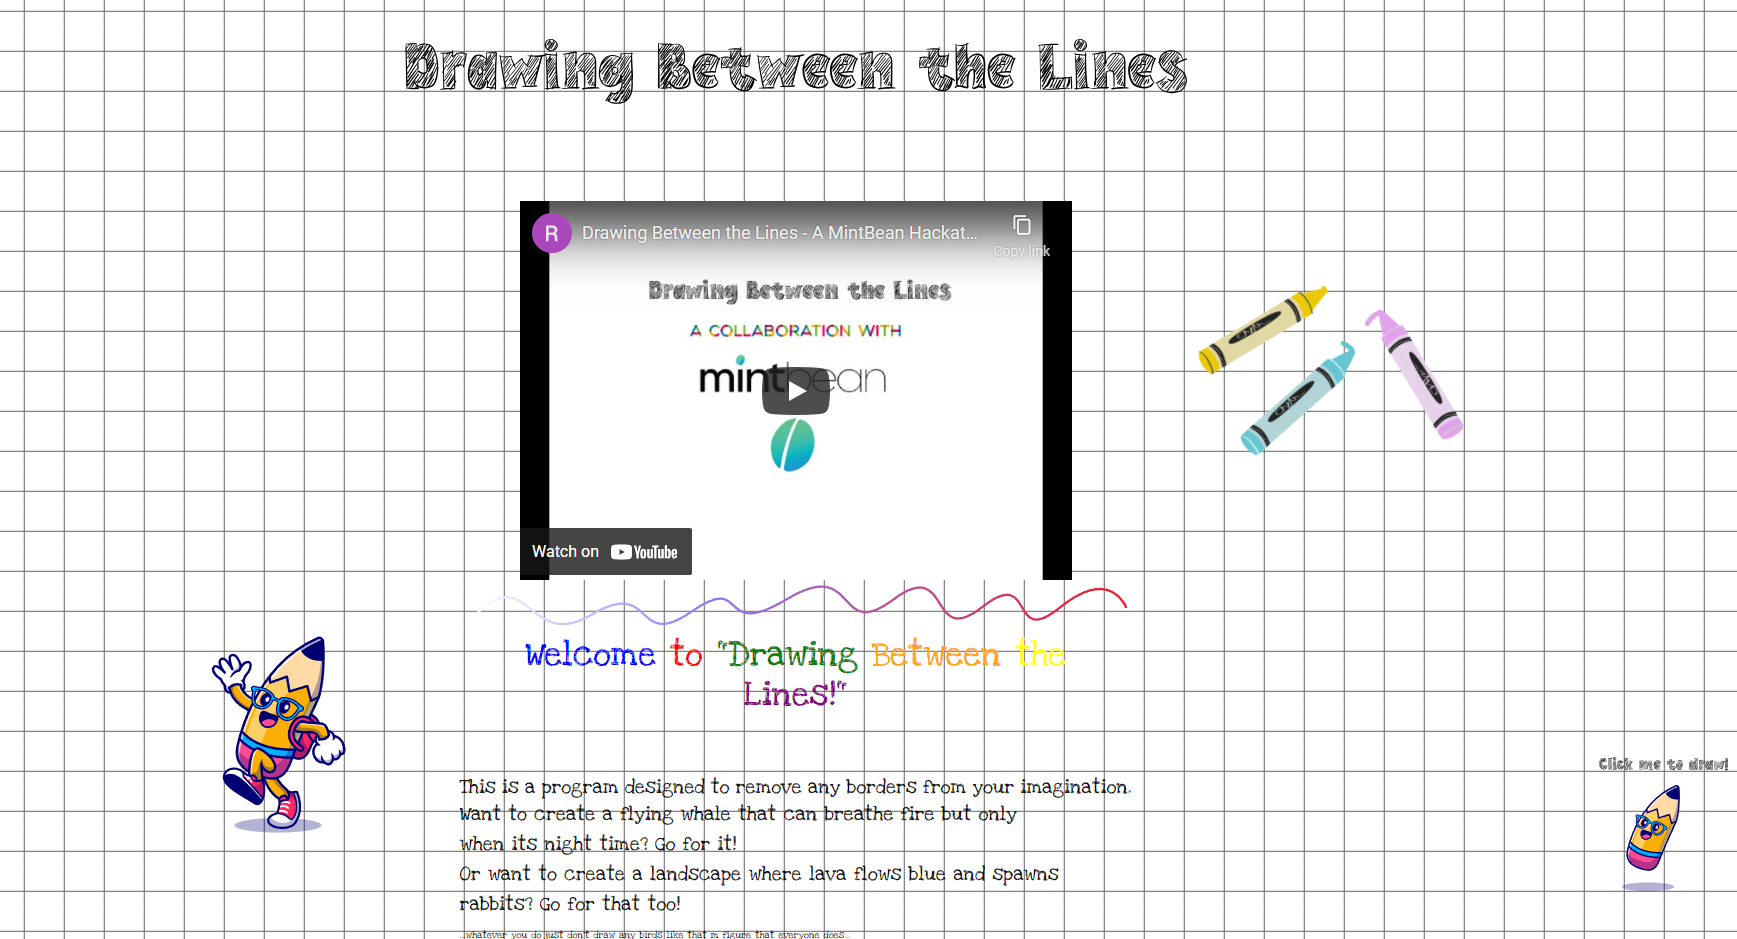 Drawing Between the Lines
R
Drawing Between the Lines - A MintBean Hackat...
Copy link
Drawing Between the Lines
A COLLABORATION WITH
mintbean
Watch on YouTube
Welcome to "Drawing Between the
Lines!"
Click me to draw!
This is a program designed to remove any borders from your imagination.
Want to create a flying whale that can breathe fire but only
when its night time? Go for it!
Or want to create a landscape where lava flows blue and spawns
rabbits? Go for that too!
...whatever you do just don't draw any birds like that m figure that everyone does...